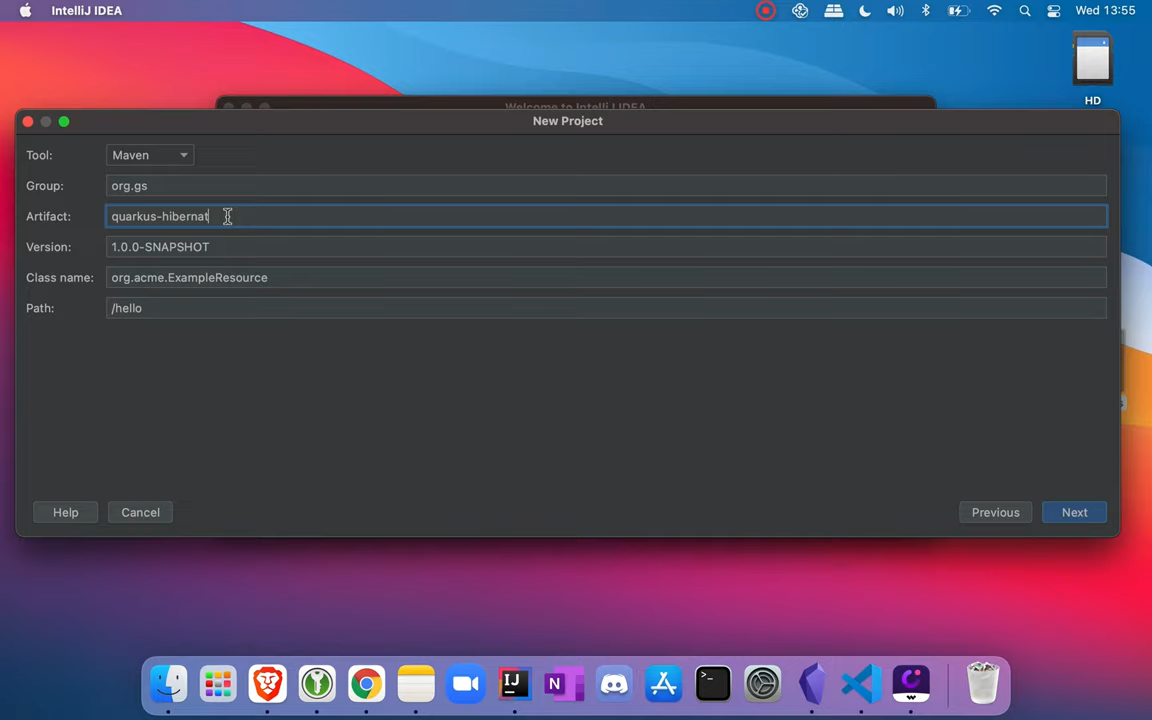 IntelliJ IDEA
Wed 13:55
HD
Welcome to IntelliJ IDEA
New Project
Tool: Maven
Group: org.gs
Artifact: quarkus-hibernat
Version: 1.0.0-SNAPSHOT
Class name: org.acme.ExampleResource
Path: /hello
Help Cancel Previous Next
IJ N >_